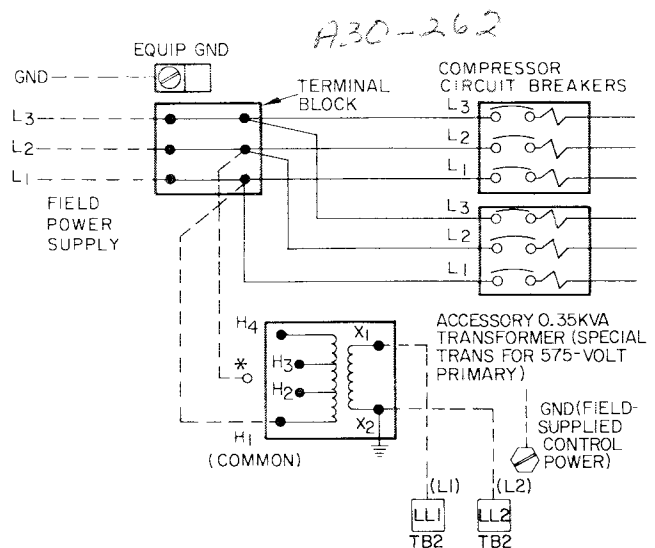 A30-262
EQUIP GND
GND
TERMINAL
BLOCK
COMPRESSOR
CIRCUIT BREAKERS
L3
L2
L1
FIELD
POWER
SUPPLY
L3
L2
L1
L3
L2
L1
H4
H3
H2
H1
(COMMON)
*
X1
X2
ACCESSORY 0.35KVA
TRANSFORMER (SPECIAL
TRANS FOR 575-VOLT
PRIMARY)
GND (FIELD-
SUPPLIED
CONTROL
POWER)
(L1)
(L2)
LL1
LL2
TB2
TB2